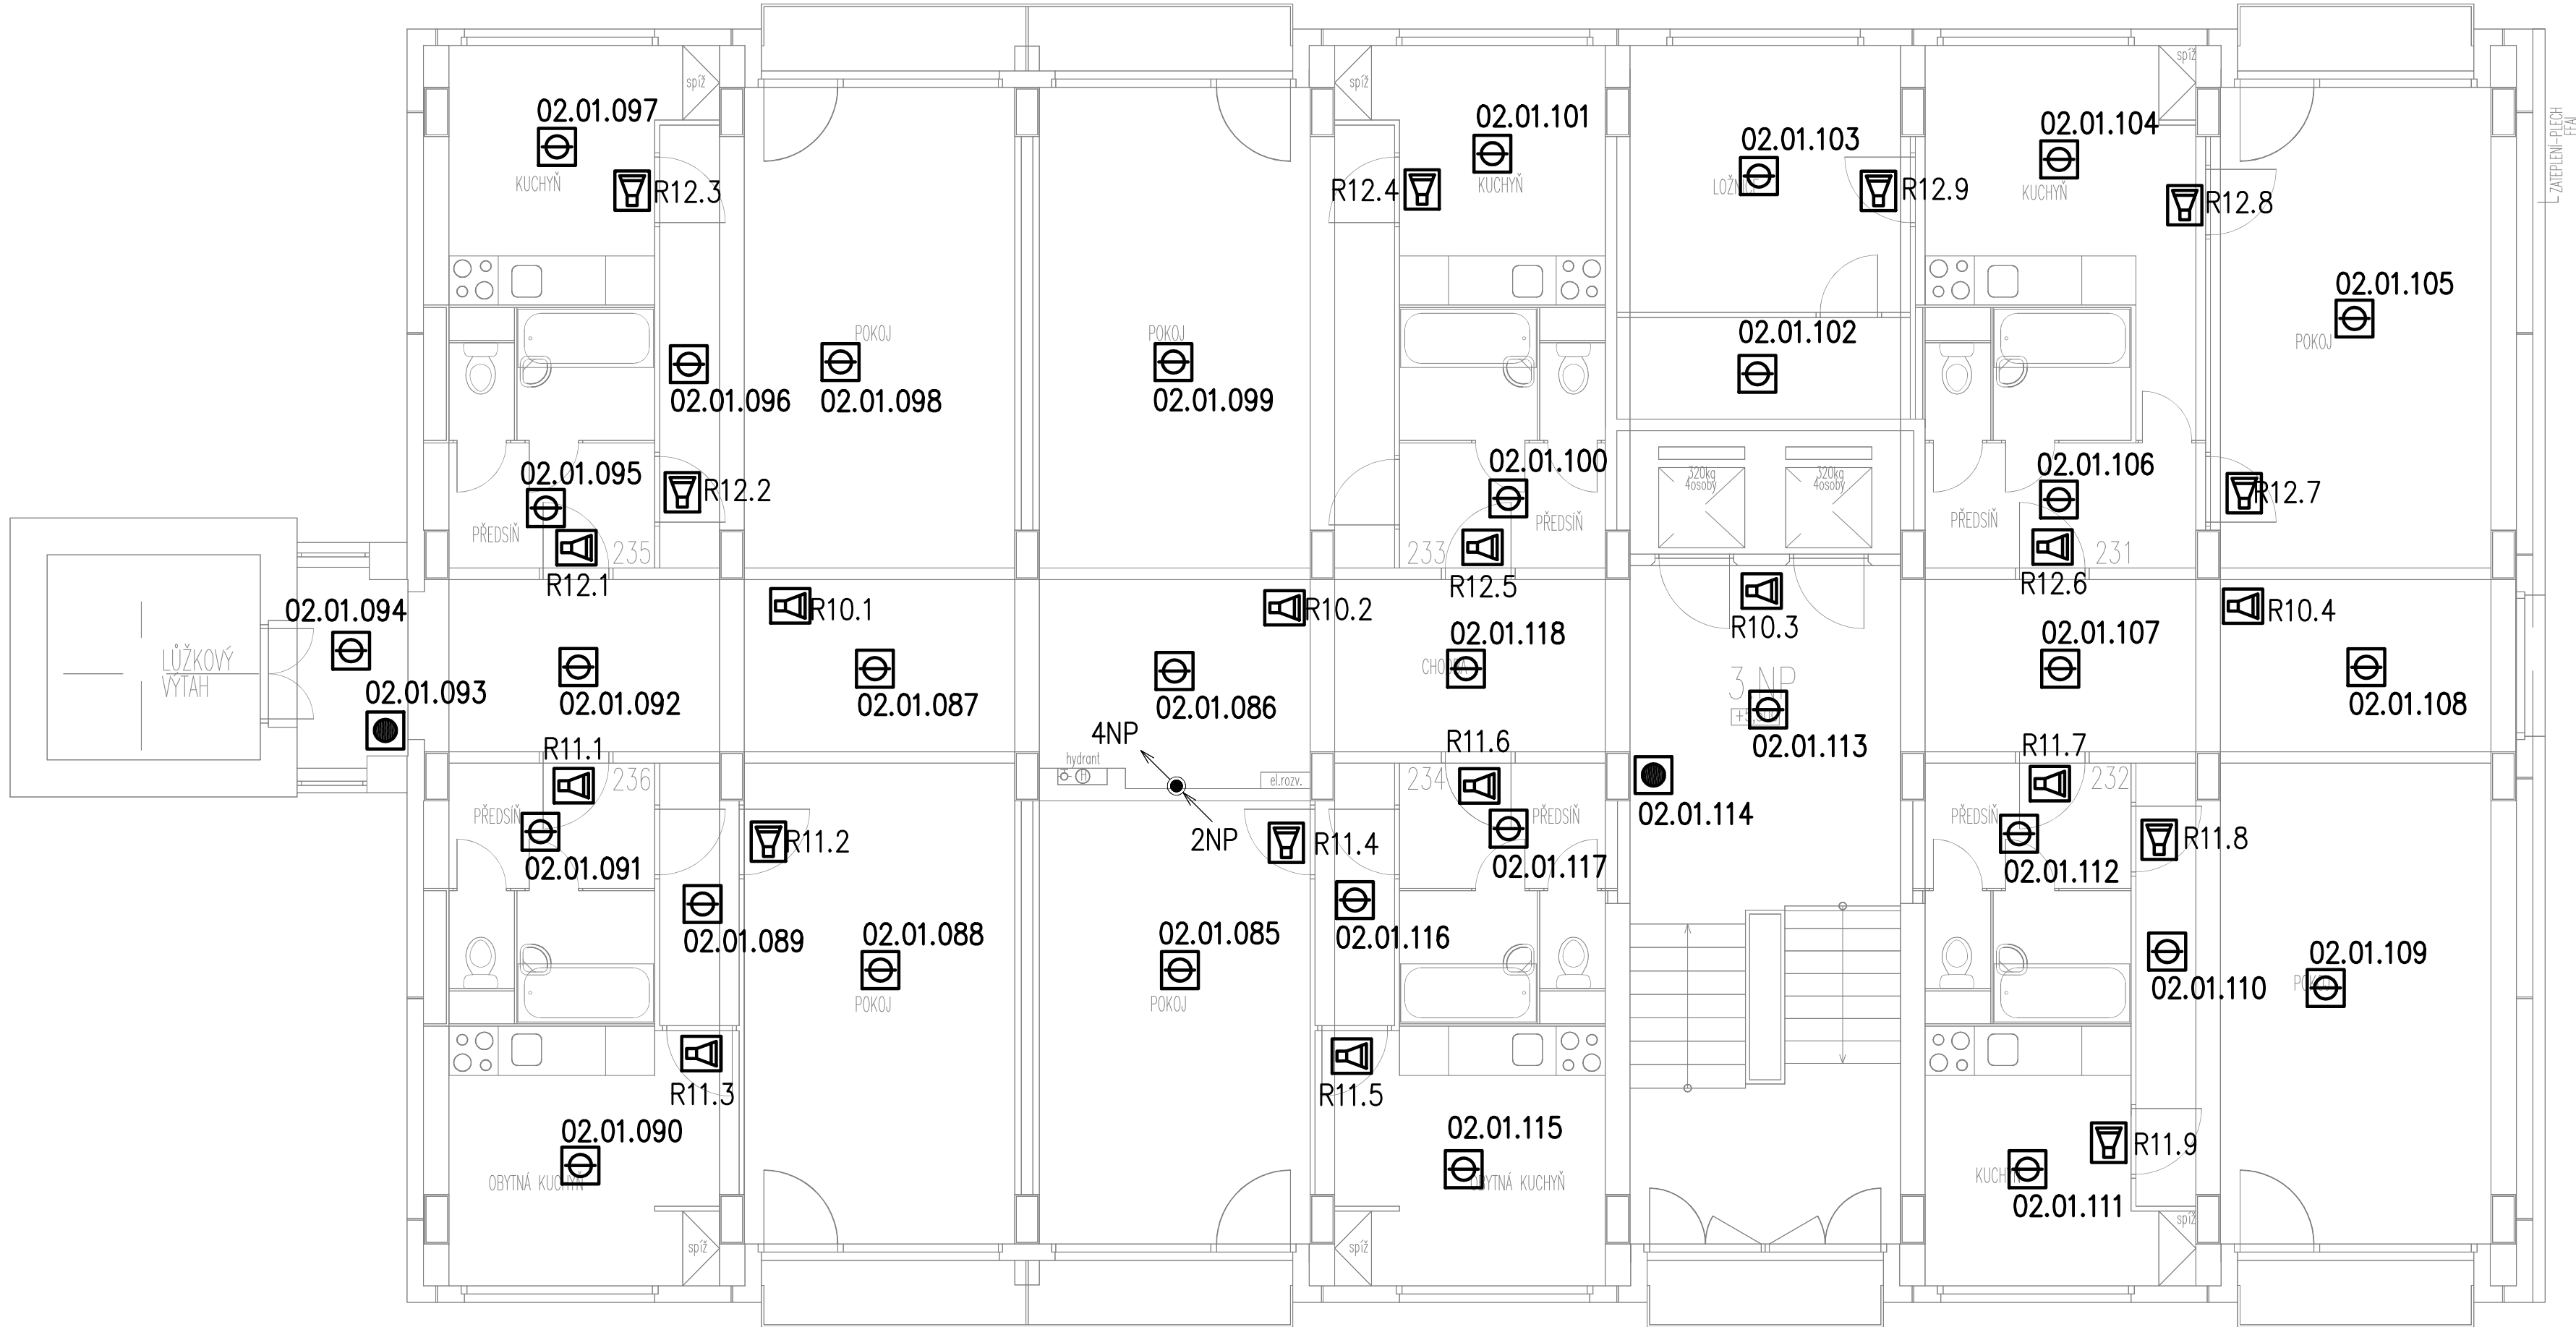 spíž
spíž
spíž
02.01.097
02.01.101
02.01.103
02.01.104
ZATEPLENÍ-PLECH
KUCHYŇ
R12.3
R12.4
KUCHYŇ
R12.9
KUCHYŇ
R12.8
02.01.105
POKOJ
POKOJ
02.01.102
POKOJ
02.01.096
02.01.098
02.01.099
02.01.095
R12.2
02.01.100
320kg
4osoby
320kg
4osoby
02.01.106
R12.7
PŘEDSÍŇ
235
233
PŘEDSÍŇ
PŘEDSÍŇ
231
R12.1
R12.5
R12.6
02.01.094
R10.1
R10.2
R10.3
R10.4
LŮŽKOVÝ
VÝTAH
02.01.118
02.01.107
02.01.093
02.01.092
02.01.087
02.01.086
3.NP
02.01.108
R11.1
4NP
R11.6
02.01.113
R11.7
hydrant
H
el.rozv.
236
234
232
PŘEDSÍŇ
R11.2
2NP
R11.4
PŘEDSÍŇ
02.01.114
PŘEDSÍŇ
R11.8
02.01.091
02.01.117
02.01.112
02.01.089
02.01.088
02.01.085
02.01.116
02.01.109
02.01.110
POKOJ
POKOJ
R11.3
R11.5
02.01.090
02.01.115
R11.9
OBYTNÁ KUCHYŇ
OBYTNÁ KUCHYŇ
02.01.111
spíž
spíž
spíž